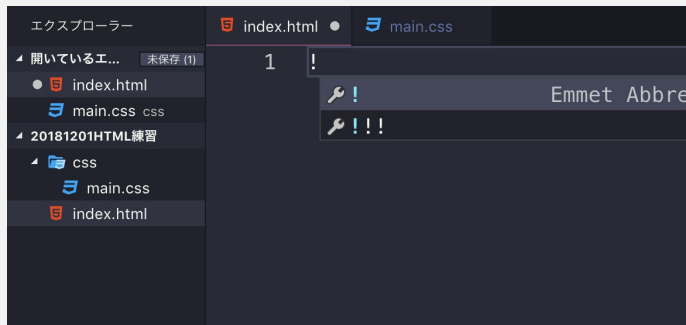 エクスプローラー
開いているエ... 未保存 (1)
index.html
main.css css
20181201HTML練習
css
main.css
index.html
index.html
main.css
1 !
! Emmet Abbre
!!!